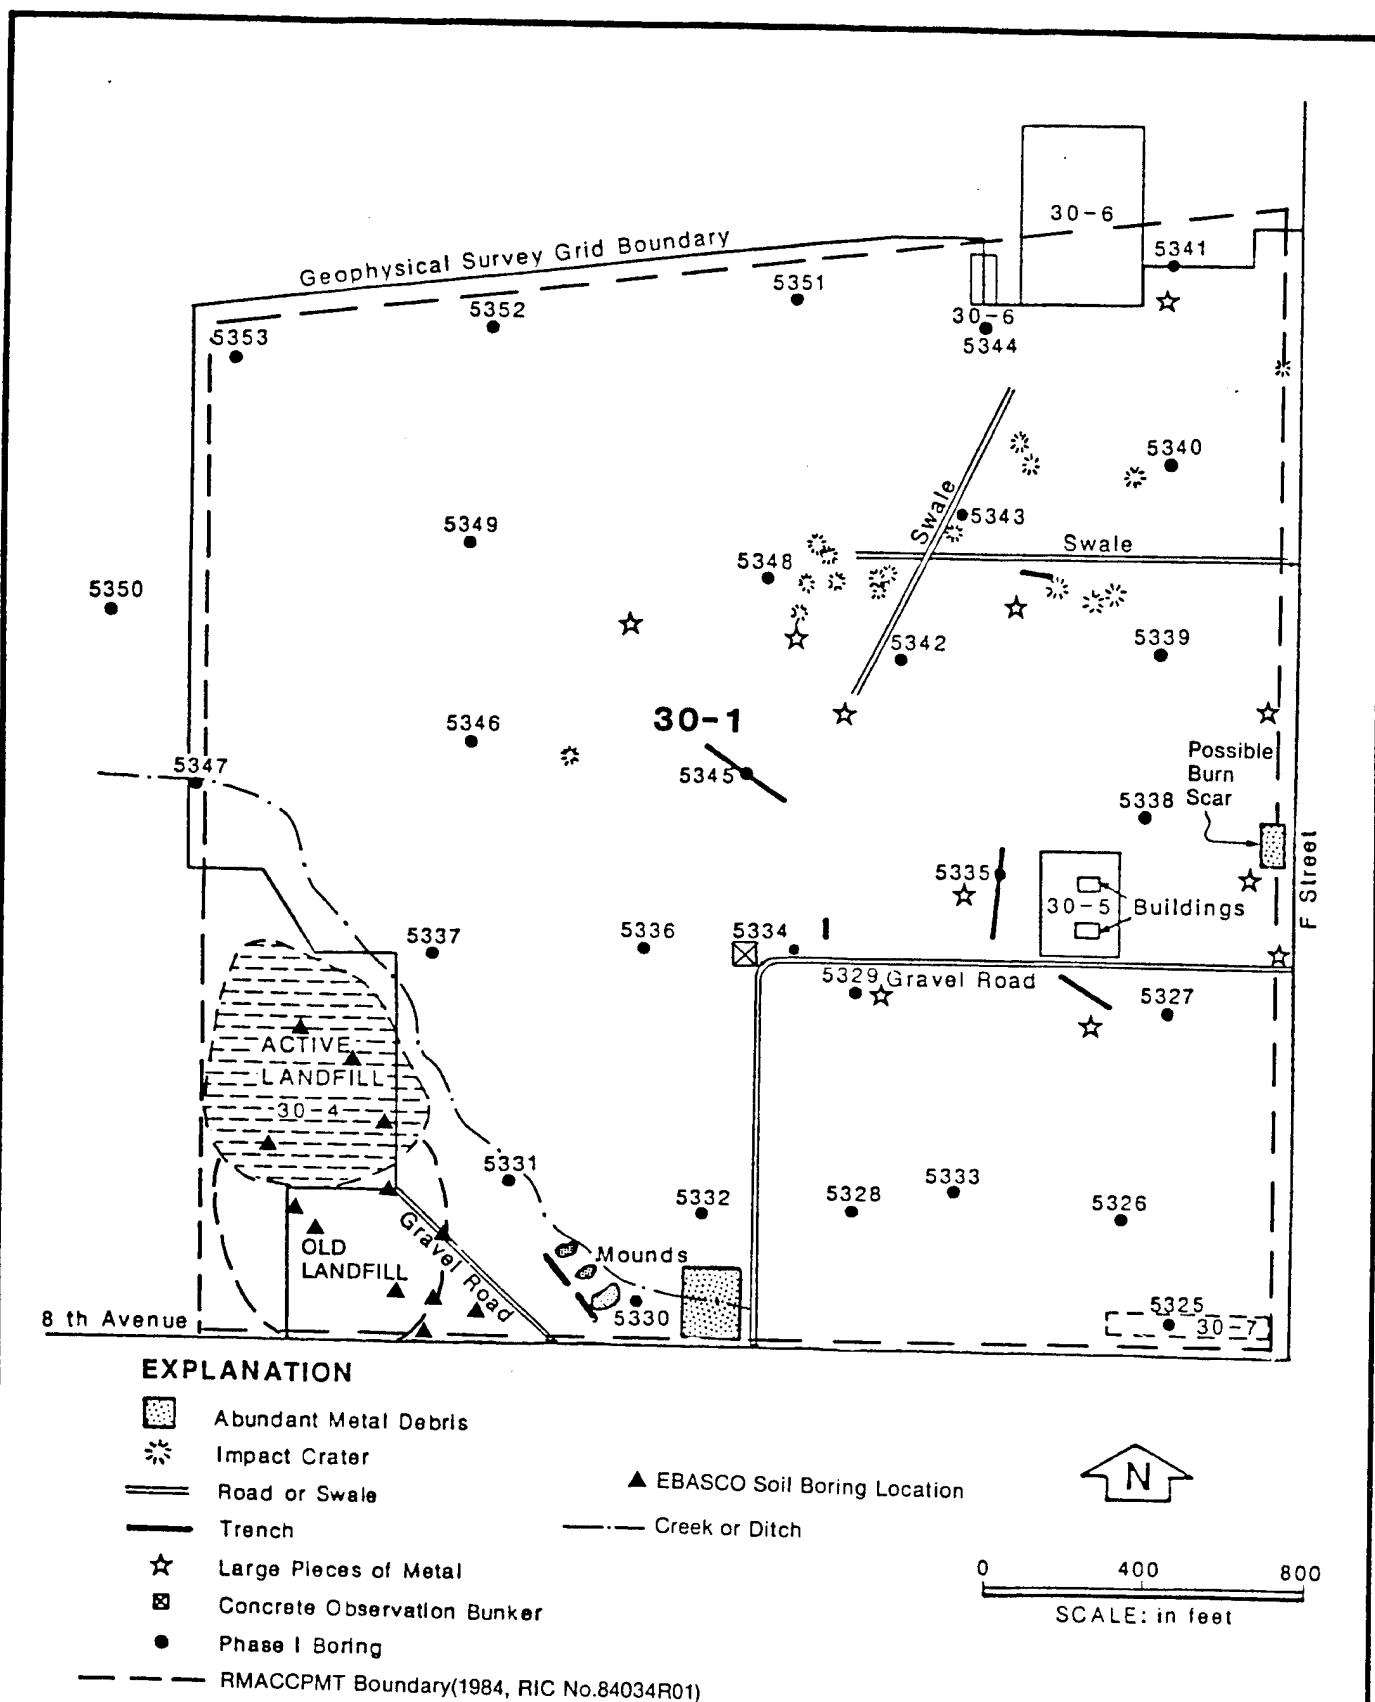 30-6
Geophysical Survey Grid Boundary
5341
5351
5352
30-6
5353
5344
5340
Swale
5343
5349
Swale
5348
5350
5342
5339
30-1
5346
Possible
Burn
Scar
5347
5345
5338
F Street
5335
30-5
Buildings
5337
5336
5334
5329
Gravel Road
5327
ACTIVE
LANDFILL
30-4
5331
5332
5328
5333
5326
Gravel Road
OLD
LANDFILL
Mounds
5330
5325
30-7
8 th Avenue
EXPLANATION
Abundant Metal Debris
Impact Crater
Road or Swale
Trench
Large Pieces of Metal
Concrete Observation Bunker
Phase I Boring
RMACCPMT Boundary(1984, RIC No.84034R01)
EBASCO Soil Boring Location
Creek or Ditch
N
0 400 800
SCALE: in feet